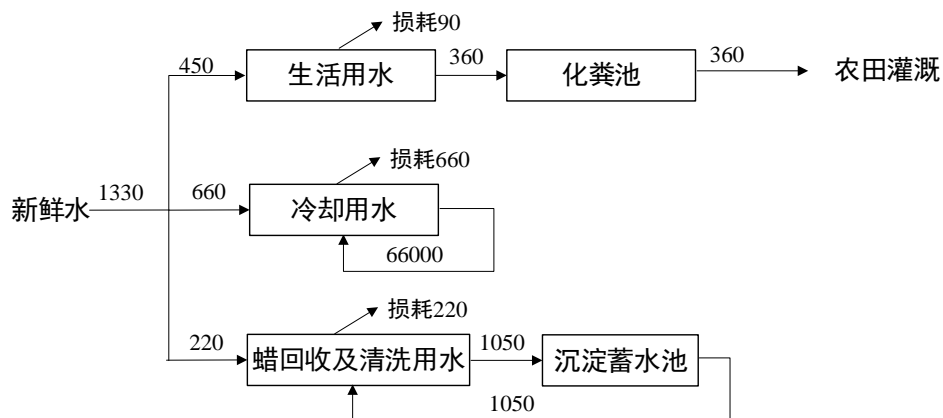 损耗90
450
生活用水
360
化粪池
360
农田灌溉
损耗660
新鲜水
1330
660
冷却用水
66000
损耗220
220
蜡回收及清洗用水
1050
沉淀蓄水池
1050